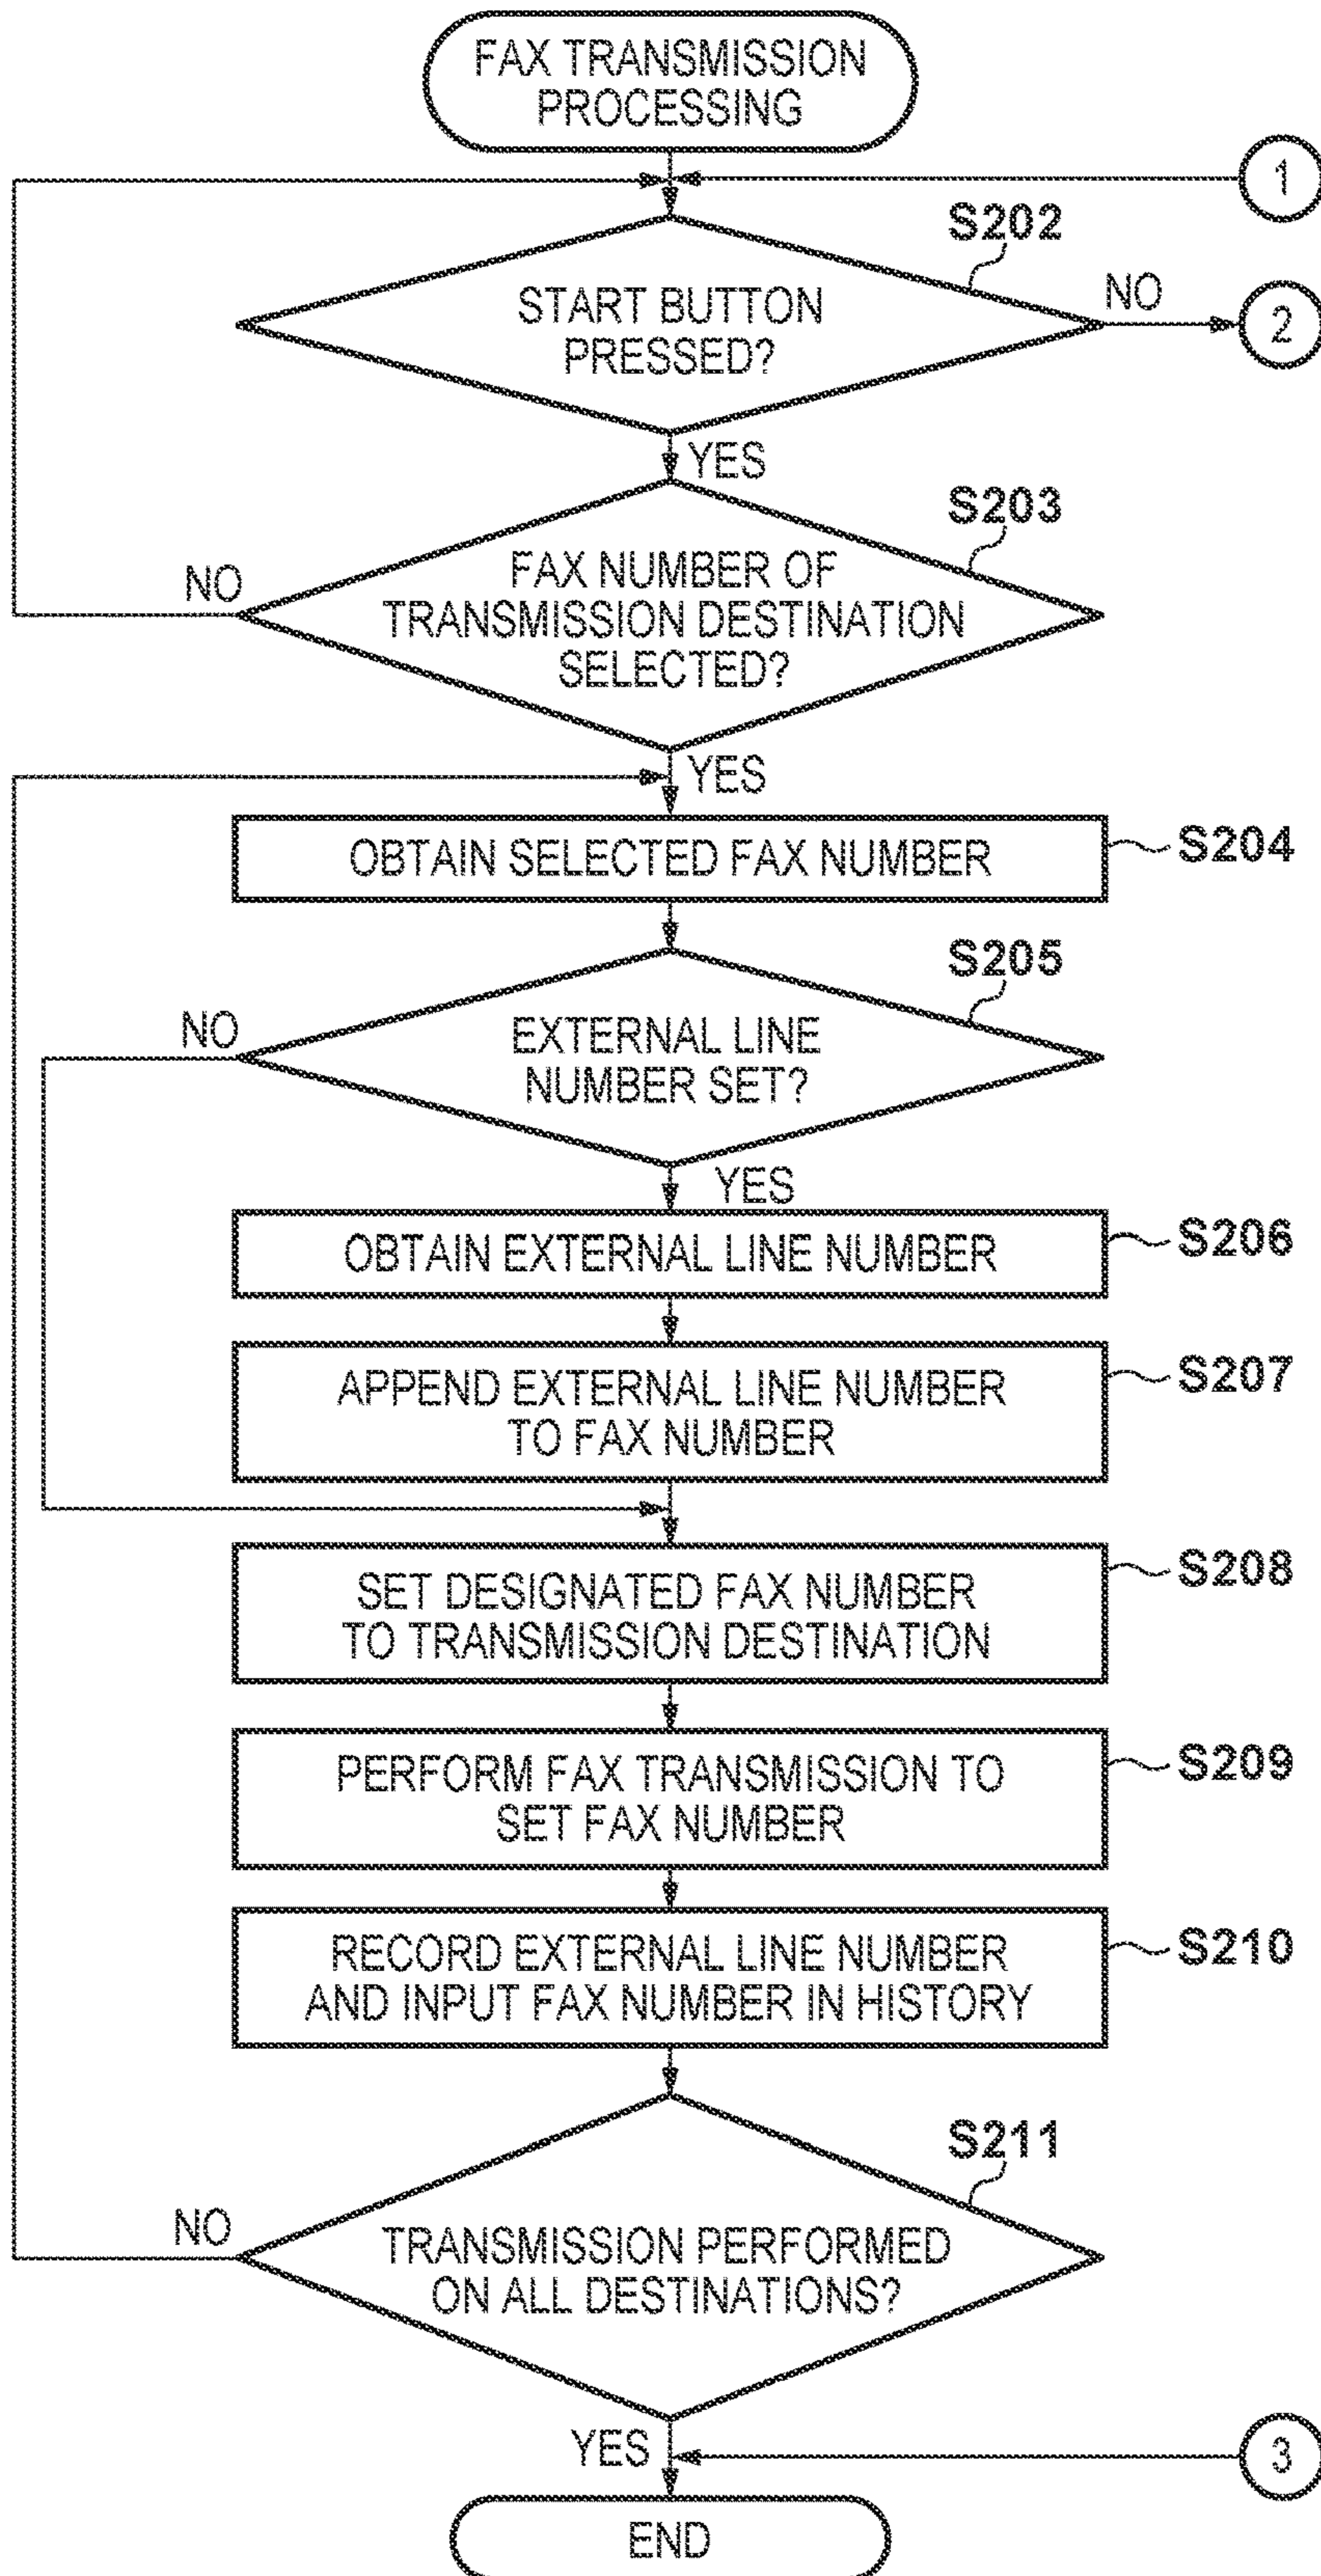 FAX TRANSMISSION
PROCESSING
1
S202
START BUTTON
PRESSED?
NO
2
YES
S203
FAX NUMBER OF
TRANSMISSION DESTINATION
SELECTED?
NO
YES
OBTAIN SELECTED FAX NUMBER
S204
S205
EXTERNAL LINE
NUMBER SET?
NO
YES
OBTAIN EXTERNAL LINE NUMBER
S206
APPEND EXTERNAL LINE NUMBER
TO FAX NUMBER
S207
SET DESIGNATED FAX NUMBER
TO TRANSMISSION DESTINATION
S208
PERFORM FAX TRANSMISSION TO
SET FAX NUMBER
S209
RECORD EXTERNAL LINE NUMBER
AND INPUT FAX NUMBER IN HISTORY
S210
S211
TRANSMISSION PERFORMED
ON ALL DESTINATIONS?
NO
YES
3
END